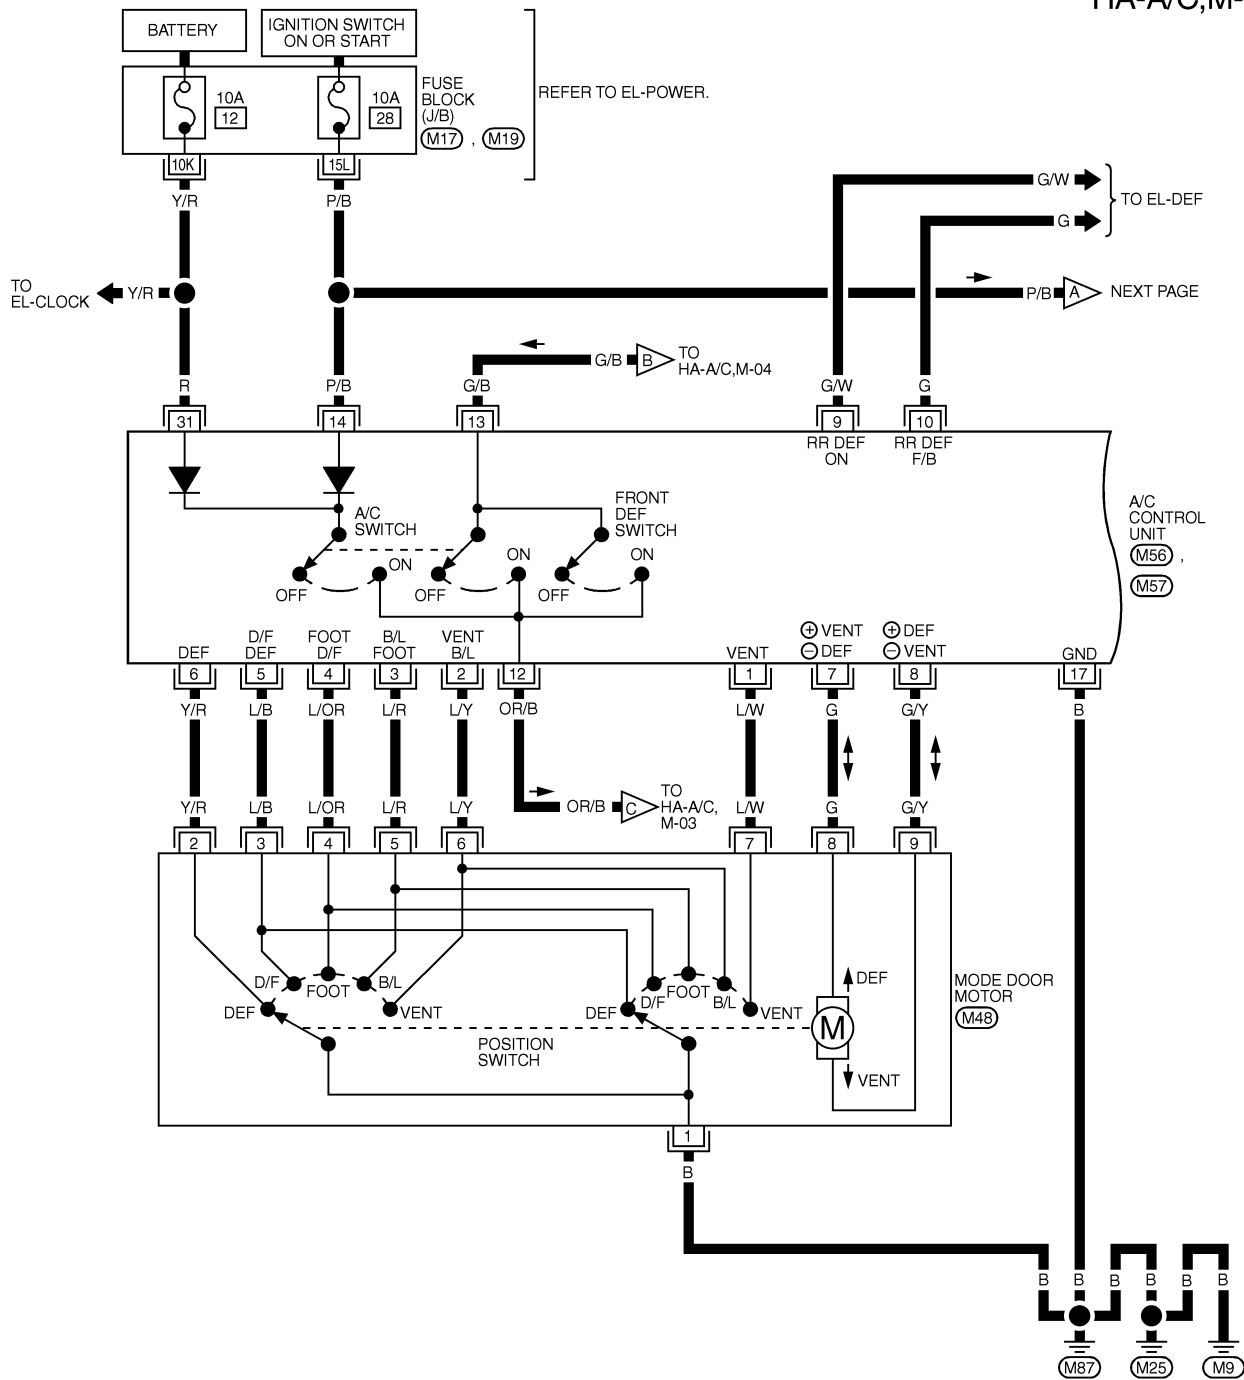 HA-A/C,M-
BATTERY
IGNITION SWITCH
ON OR START
10A
12
10A
28
FUSE
BLOCK
(J/B)
M17 , M19
REFER TO EL-POWER.
10K
15L
Y/R
P/B
G/W
G
TO EL-DEF
TO
EL-CLOCK
Y/R
P/B
A
NEXT PAGE
G/B
B
TO
HA-A/C,M-04
R
P/B
G/B
G/W
G
31
14
13
9
10
RR DEF
ON
RR DEF
F/B
A/C
SWITCH
FRONT
DEF
SWITCH
OFF
ON
OFF
ON
OFF
ON
A/C
CONTROL
UNIT
M56 ,
M57
DEF
D/F
DEF
FOOT
D/F
B/L
FOOT
VENT
B/L
VENT
+ VENT
− DEF
+ DEF
− VENT
GND
6
5
4
3
2
12
1
7
8
17
Y/R
L/B
L/OR
L/R
L/Y
OR/B
L/W
G
G/Y
B
Y/R
L/B
L/OR
L/R
L/Y
OR/B
C
TO
HA-A/C,
M-03
L/W
G
G/Y
2
3
4
5
6
7
8
9
DEF
D/F
FOOT
B/L
VENT
POSITION
SWITCH
DEF
D/F
FOOT
B/L
VENT
DEF
M
VENT
MODE DOOR
MOTOR
M48
1
B
B
B
B
B
B
B
M87
M25
M9